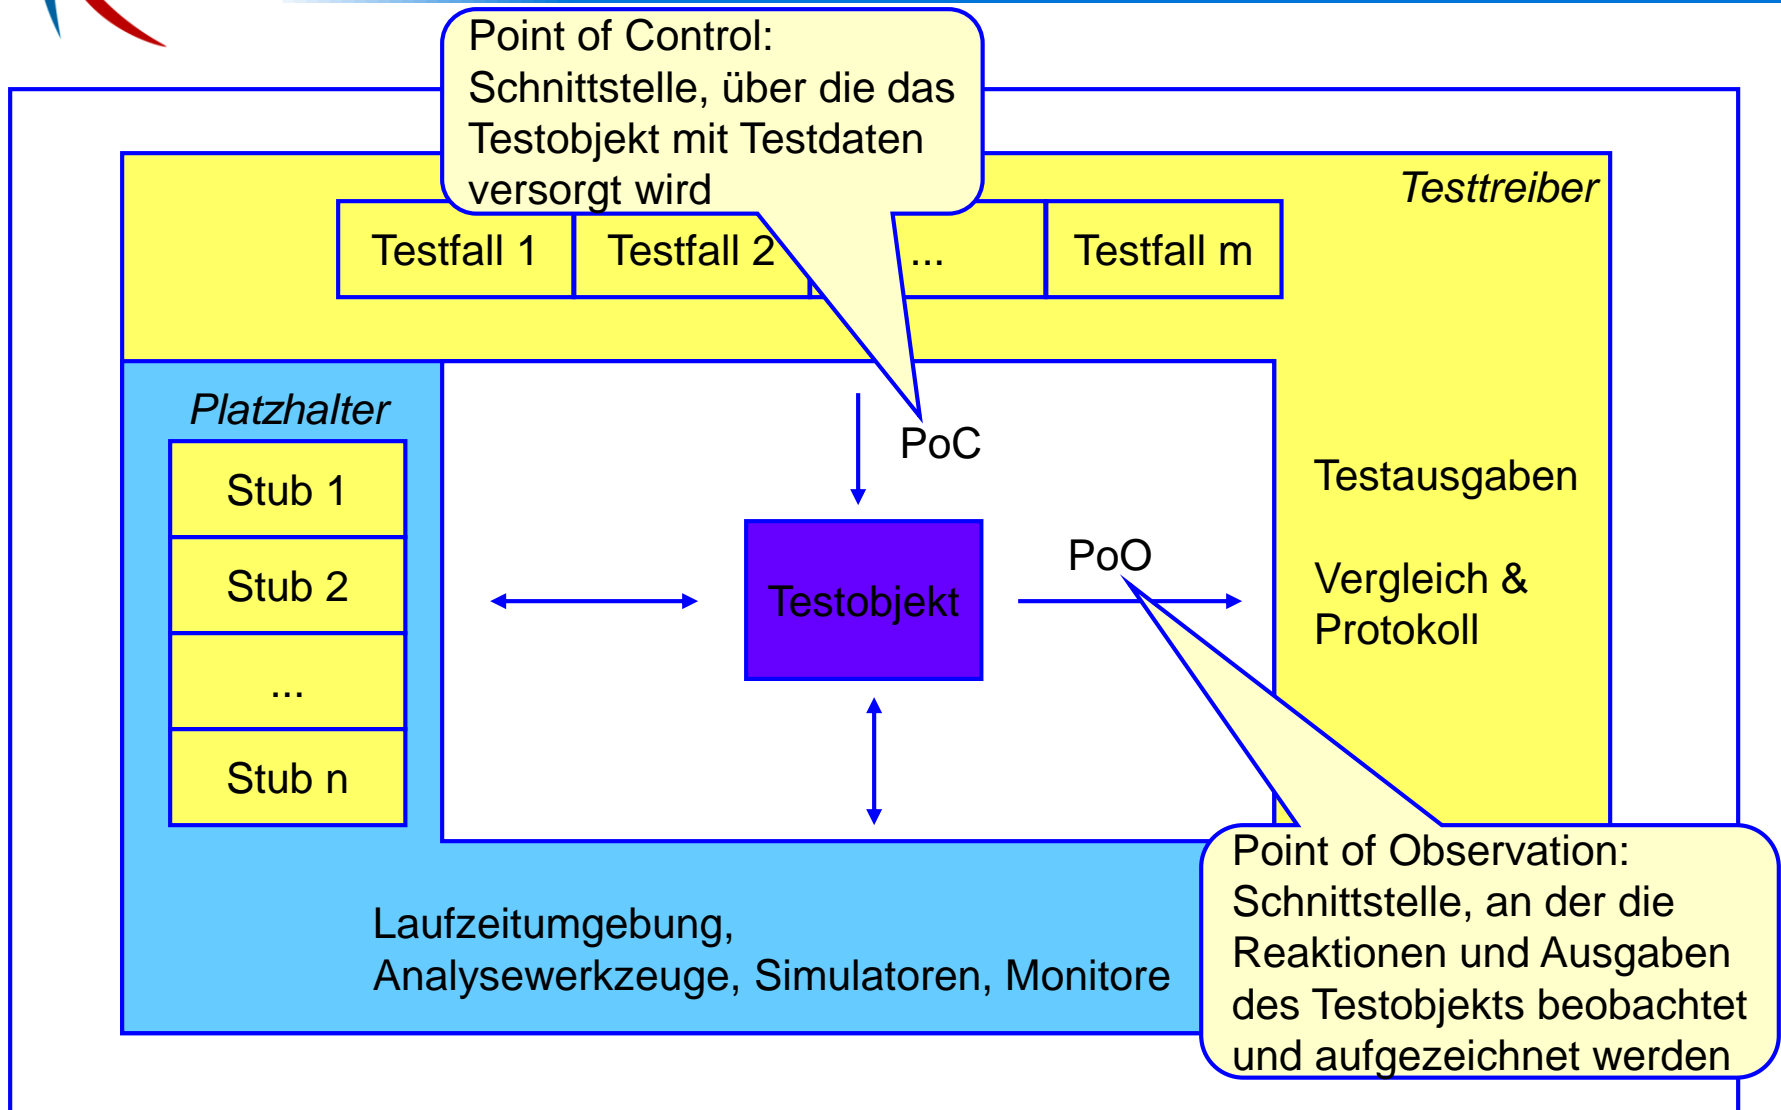 Point of Control:
Schnittstelle, über die das
Testobjekt mit Testdaten
versorgt wird
Testtreiber
Testfall 1
Testfall 2
...
Testfall m
Platzhalter
Stub 1
Stub 2
...
Stub n
PoC
Testobjekt
PoO
Testausgaben
Vergleich &
Protokoll
Laufzeitumgebung,
Analysewerkzeuge, Simulatoren, Monitore
Point of Observation:
Schnittstelle, an der die
Reaktionen und Ausgaben
des Testobjekts beobachtet
und aufgezeichnet werden